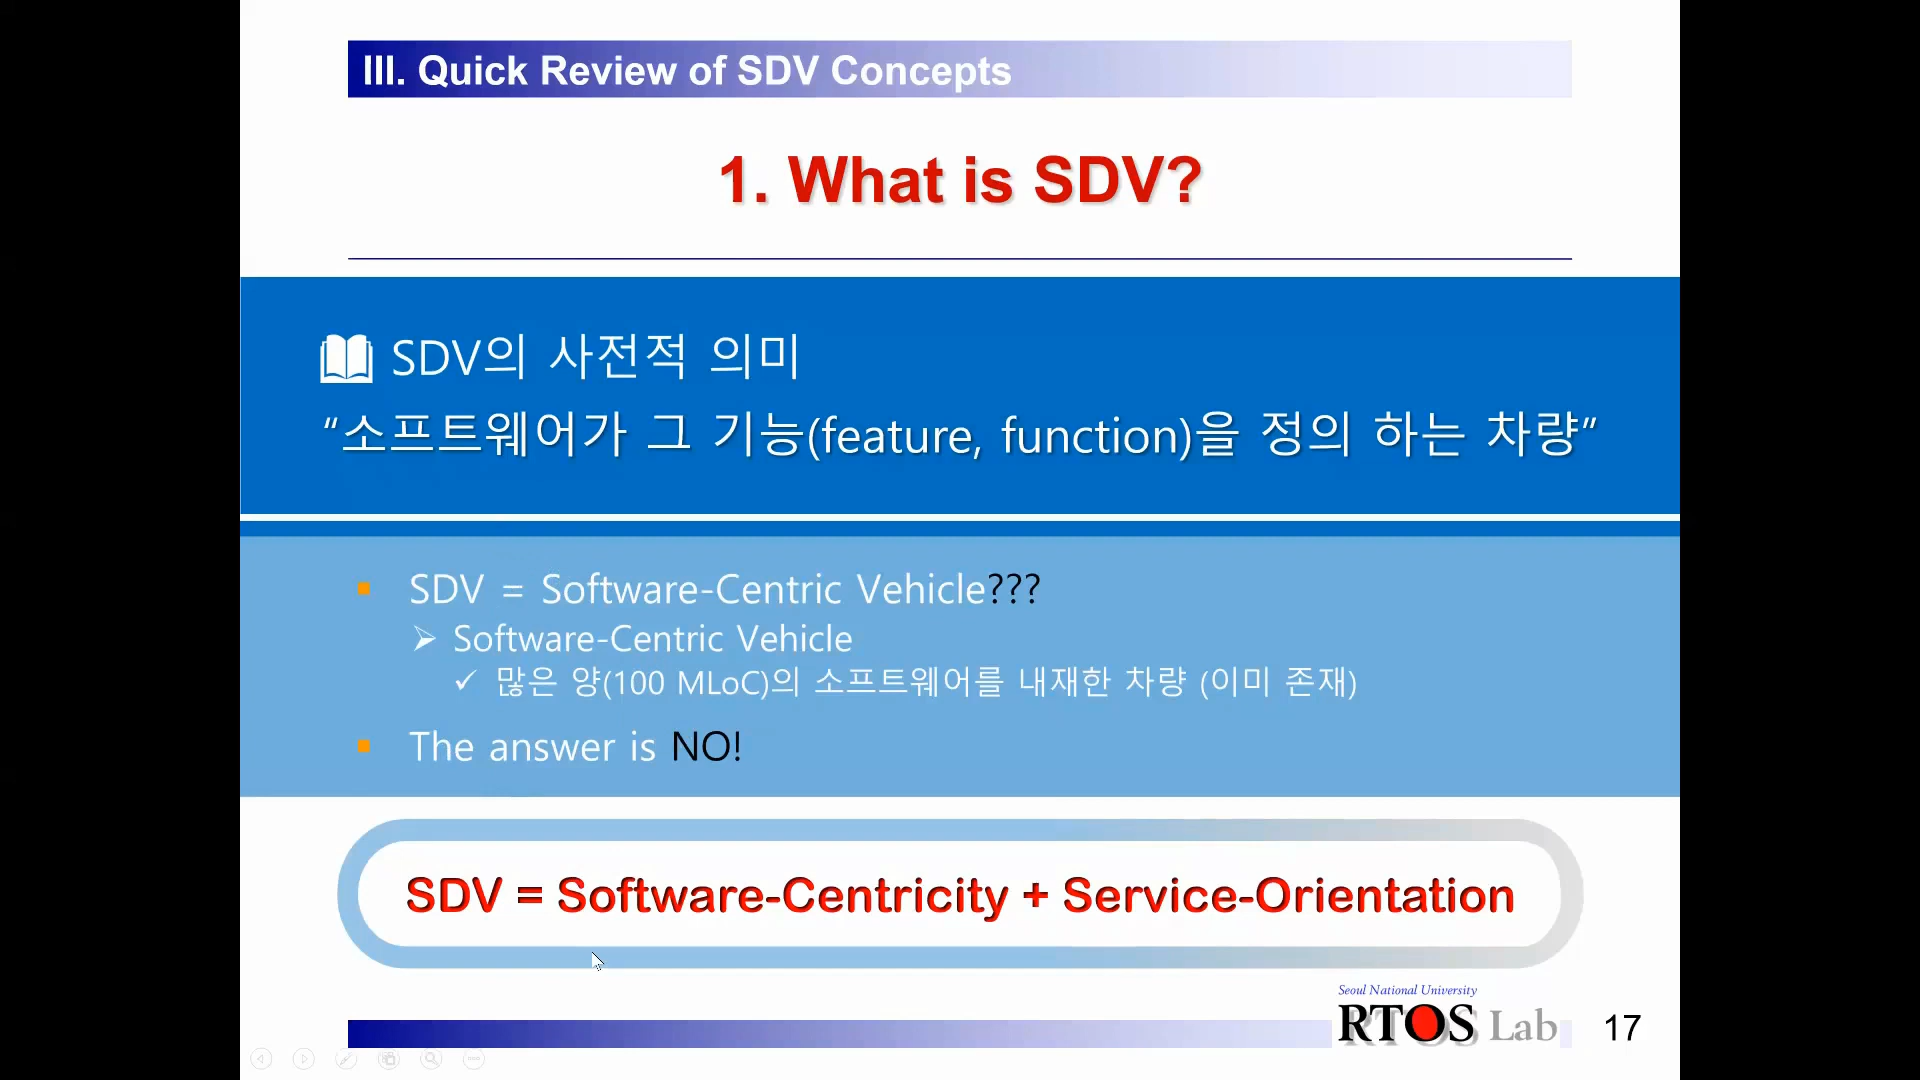 III. Quick Review of SDV Concepts
1. What is SDV?
SDV의 사전적 의미
“소프트웨어가 그 기능(feature, function)을 정의 하는 차량”
SDV = Software-Centric Vehicle???
Software-Centric Vehicle
많은 양(100 MLoC)의 소프트웨어를 내재한 차량 (이미 존재)
The answer is NO!
SDV = Software-Centricity + Service-Orientation
Seoul National University
RTOS Lab
17